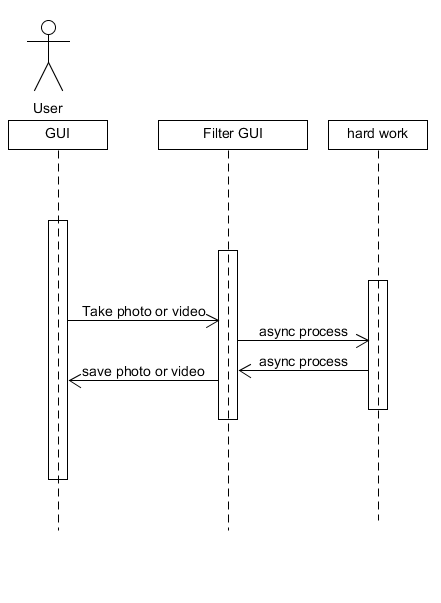 User
GUI
Filter GUI
hard work
Take photo or video
async process
async process
save photo or video